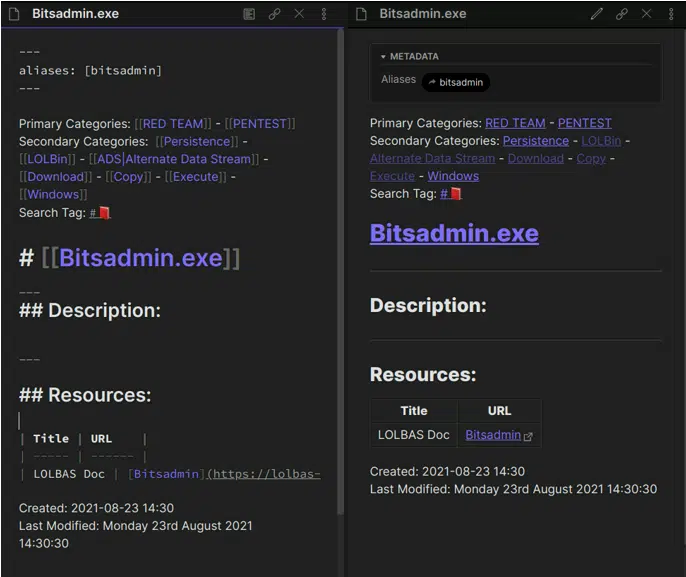 Bitsadmin.exe
---
aliases: [bitsadmin]
---
Primary Categories: [[RED TEAM]] - [[PENTEST]]
Secondary Categories:  [[Persistence]] -
[[LOLBin]] - [[ADS|Alternate Data Stream]] -
[[Download]] - [[Copy]] - [[Execute]] -
[[Windows]]
Search Tag: #📕
# [[Bitsadmin.exe]]
---
## Description:
---
## Resources:
| Title | URL    |
| ----- | ------ |
| LOLBAS Doc | [Bitsadmin](https://lolbas-
Created: 2021-08-23 14:30
Last Modified: Monday 23rd August 2021
14:30:30
Bitsadmin.exe
METADATA
Aliases bitsadmin
Primary Categories: RED TEAM - PENTEST
Secondary Categories: Persistence - LOLBin -
Alternate Data Stream - Download - Copy -
Execute - Windows
Search Tag: #📕
Bitsadmin.exe
Description:
Resources:
Title URL
LOLBAS Doc Bitsadmin
Created: 2021-08-23 14:30
Last Modified: Monday 23rd August 2021 14:30:30